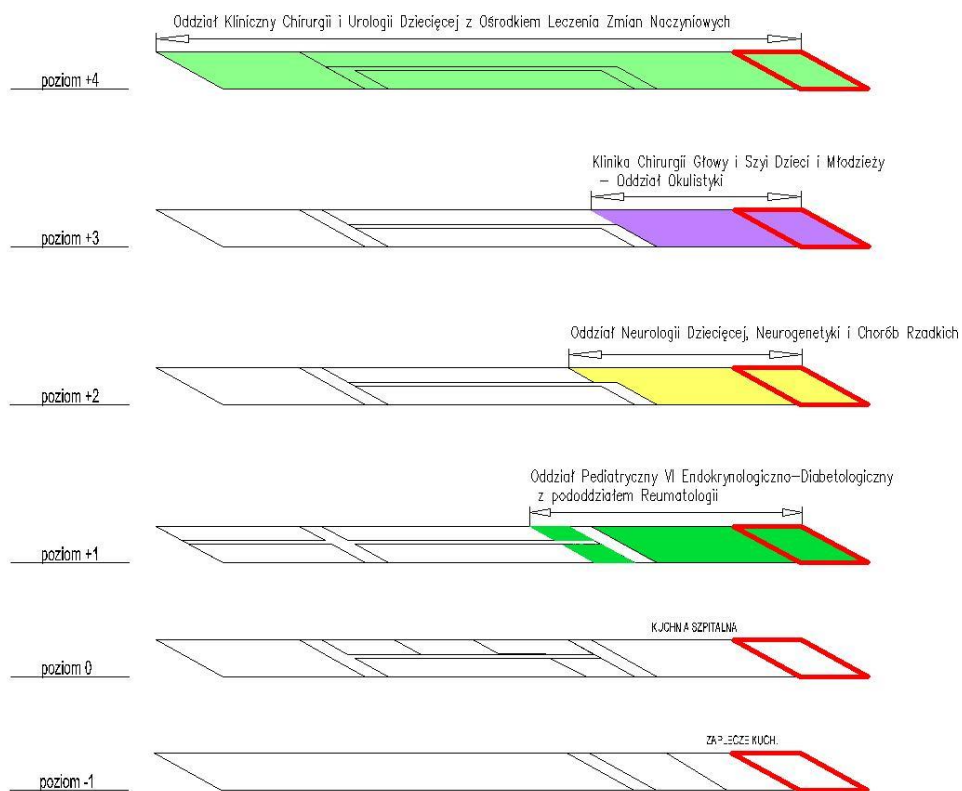 Oddział Kliniczny Chirurgii i Urologii Dziecięcej z Ośrodkiem Leczenia Zmian Naczyniowych
poziom +4
Klinika Chirurgii Głowy i Szyi Dzieci i Młodzieży
– Oddział Okulistyki
poziom +3
Oddział Neurologii Dziecięcej, Neurogenetyki i Chorób Rzadkich
poziom +2
Oddział Pediatryczny VI Endokrynologiczno–Diabetologiczny
z pododdziałem Reumatologii
poziom +1
KUCHNIA SZPITALNA
poziom 0
ZAPLECZE KUCH.
poziom -1